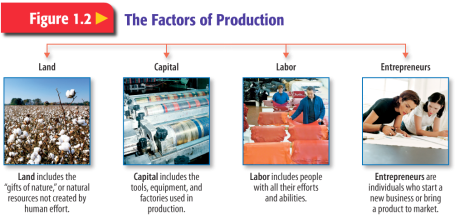 Figure 1.2
The Factors of Production
Land
Capital
Labor
Entrepreneurs
Land includes the
"gifts of nature," or natural
resources not created by
human effort.
Capital includes the
tools, equipment, and
factories used in
production.
Labor includes people
with all their efforts
and abilities.
Entrepreneurs are
individuals who start a
new business or bring
a product to market.